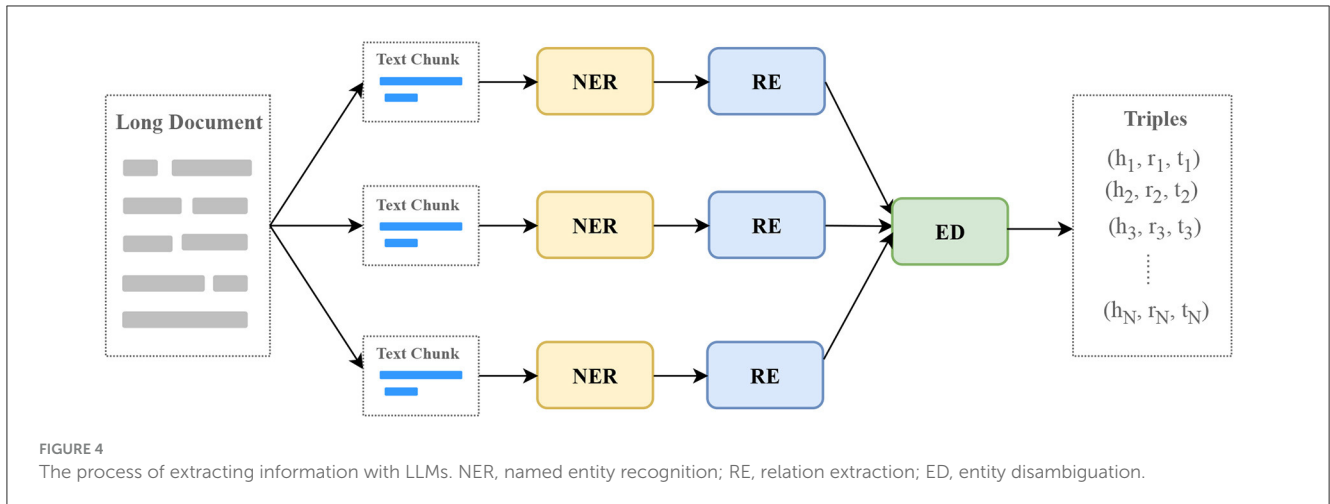 Long Document
Text Chunk
NER
RE
Text Chunk
NER
RE
Text Chunk
NER
RE
ED
Triples
(h1, r1, t1)
(h2, r2, t2)
(h3, r3, t3)
(hN, rN, tN)
FIGURE 4
The process of extracting information with LLMs. NER, named entity recognition; RE, relation extraction; ED, entity disambiguation.